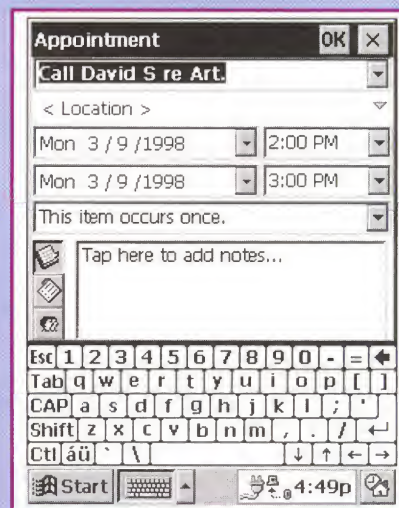 Appointment OK ×
Call David S re Art.
< Location >
Mon 3/9/1998 2:00 PM
Mon 3/9/1998 3:00 PM
This item occurs once.
Tap here to add notes...
Esc 1 2 3 4 5 6 7 8 9 0 - = ←
Tab q w e r t y u i o p [ ]
CAP a s d f g h j k l ; '
Shift z x c v b n m , . / ↵
Ctl áü ` \ ↓ ↑ ← →
Start 4:49p